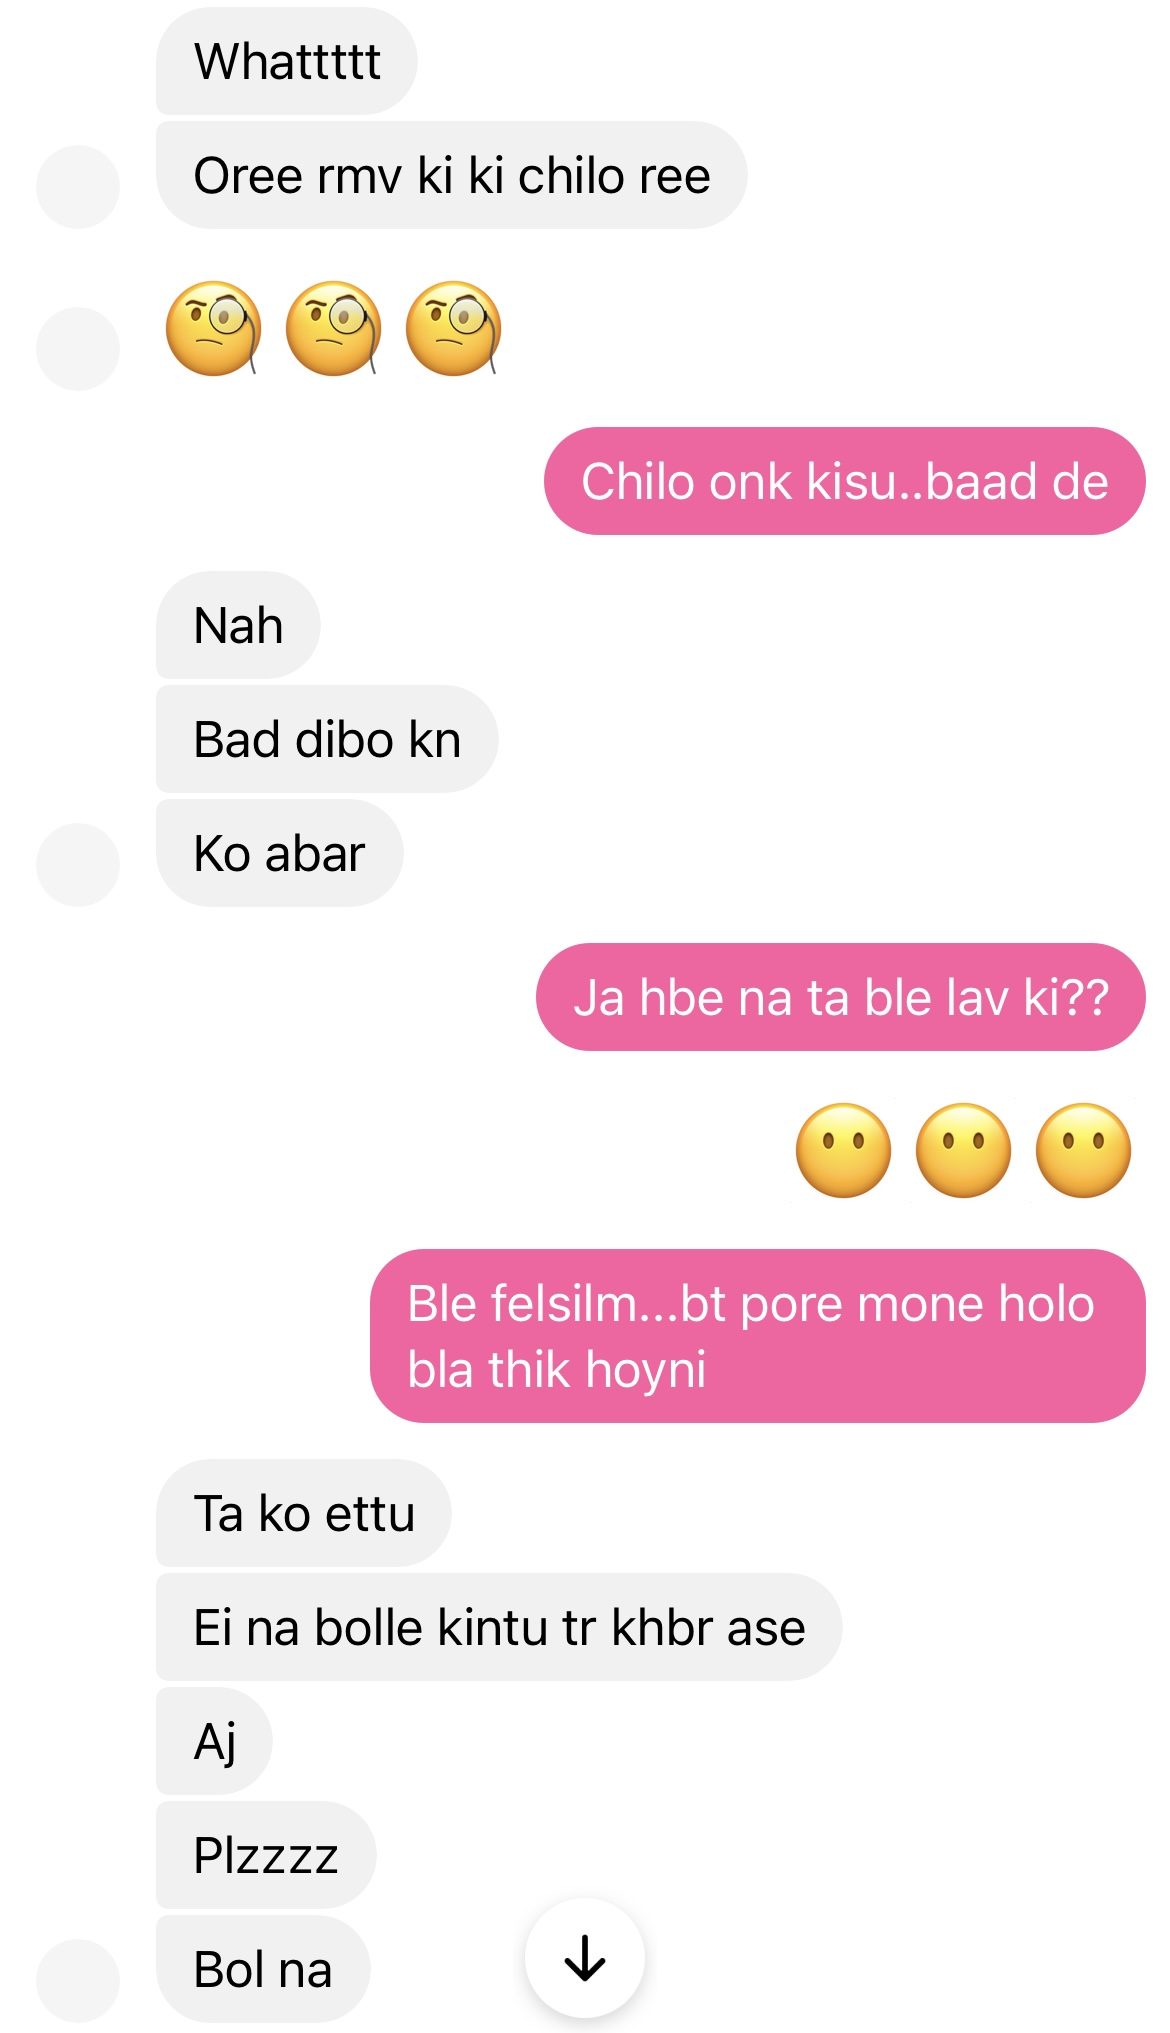 Whattttt
Oree rmv ki ki chilo ree
🧐 🧐 🧐
Chilo onk kisu..baad de
Nah
Bad dibo kn
Ko abar
Ja hbe na ta ble lav ki??
😶 😶 😶
Ble felsilm...bt pore mone holo
bla thik hoyni
Ta ko ettu
Ei na bolle kintu tr khbr ase
Aj
Plzzzz
Bol na